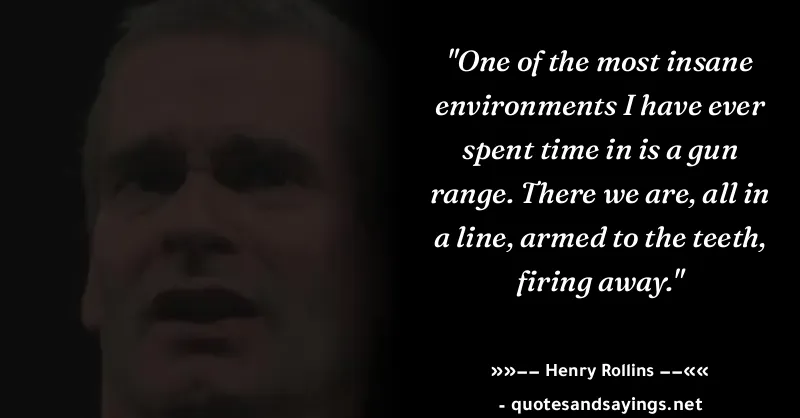 "One of the most insane
environments I have ever
spent time in is a gun
range. There we are, all in
a line, armed to the teeth,
firing away."
»»−− Henry Rollins −−««
- quotesandsayings.net